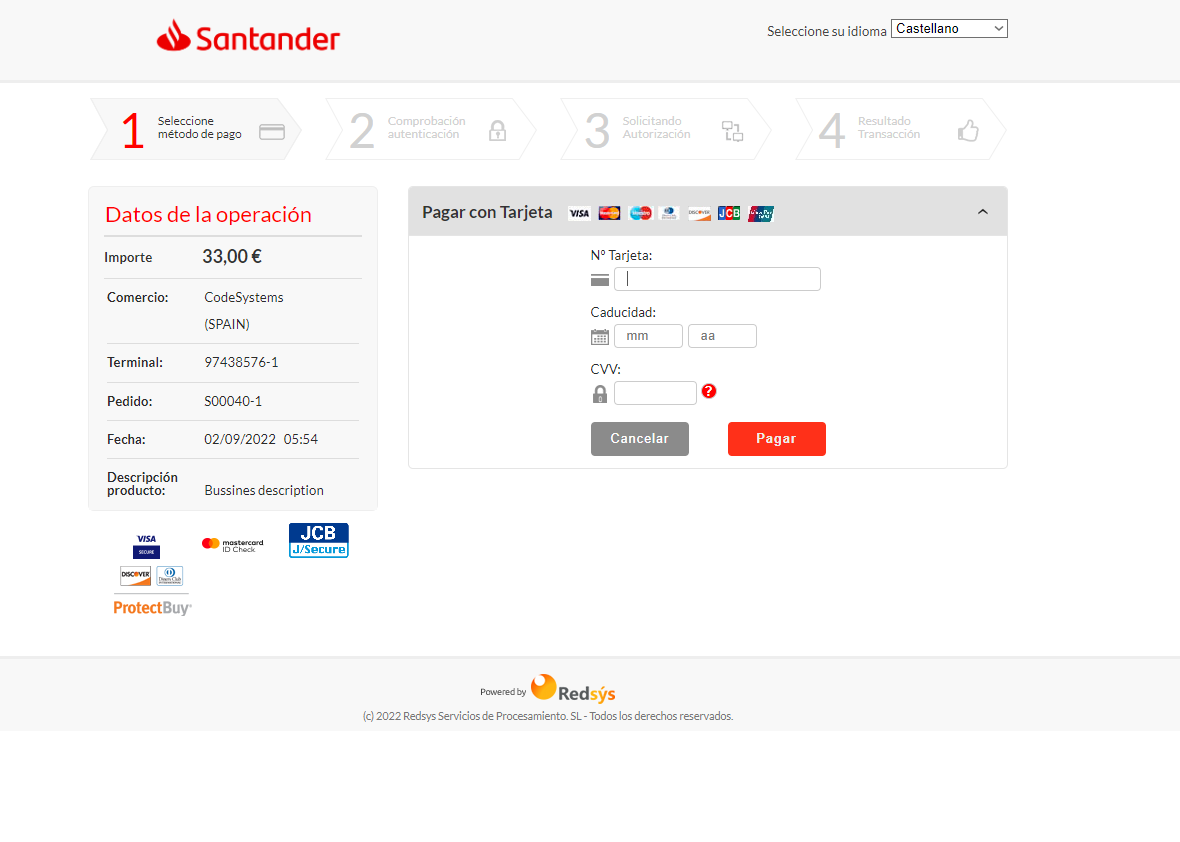 Santander
Seleccione su idioma Castellano
1 Seleccione
método de pago
2 Comprobación
autenticación
3 Solicitando
Autorización
4 Resultado
Transacción
Datos de la operación
Importe 33,00 €
Comercio: CodeSystems
(SPAIN)
Terminal: 97438576-1
Pedido: S00040-1
Fecha: 02/09/2022 05:54
Descripción
producto: Bussines description
VISA
SECURE
mastercard
ID Check
JCB
J/Secure
DISCOVER Diners Club
ProtectBuy
Pagar con Tarjeta VISA MasterCard Maestro DISCOVER JCB UnionPay
Nº Tarjeta:
Caducidad:
mm aa
CVV:
?
Cancelar Pagar
Powered by Redsýs
(c) 2022 Redsys Servicios de Procesamiento. SL - Todos los derechos reservados.